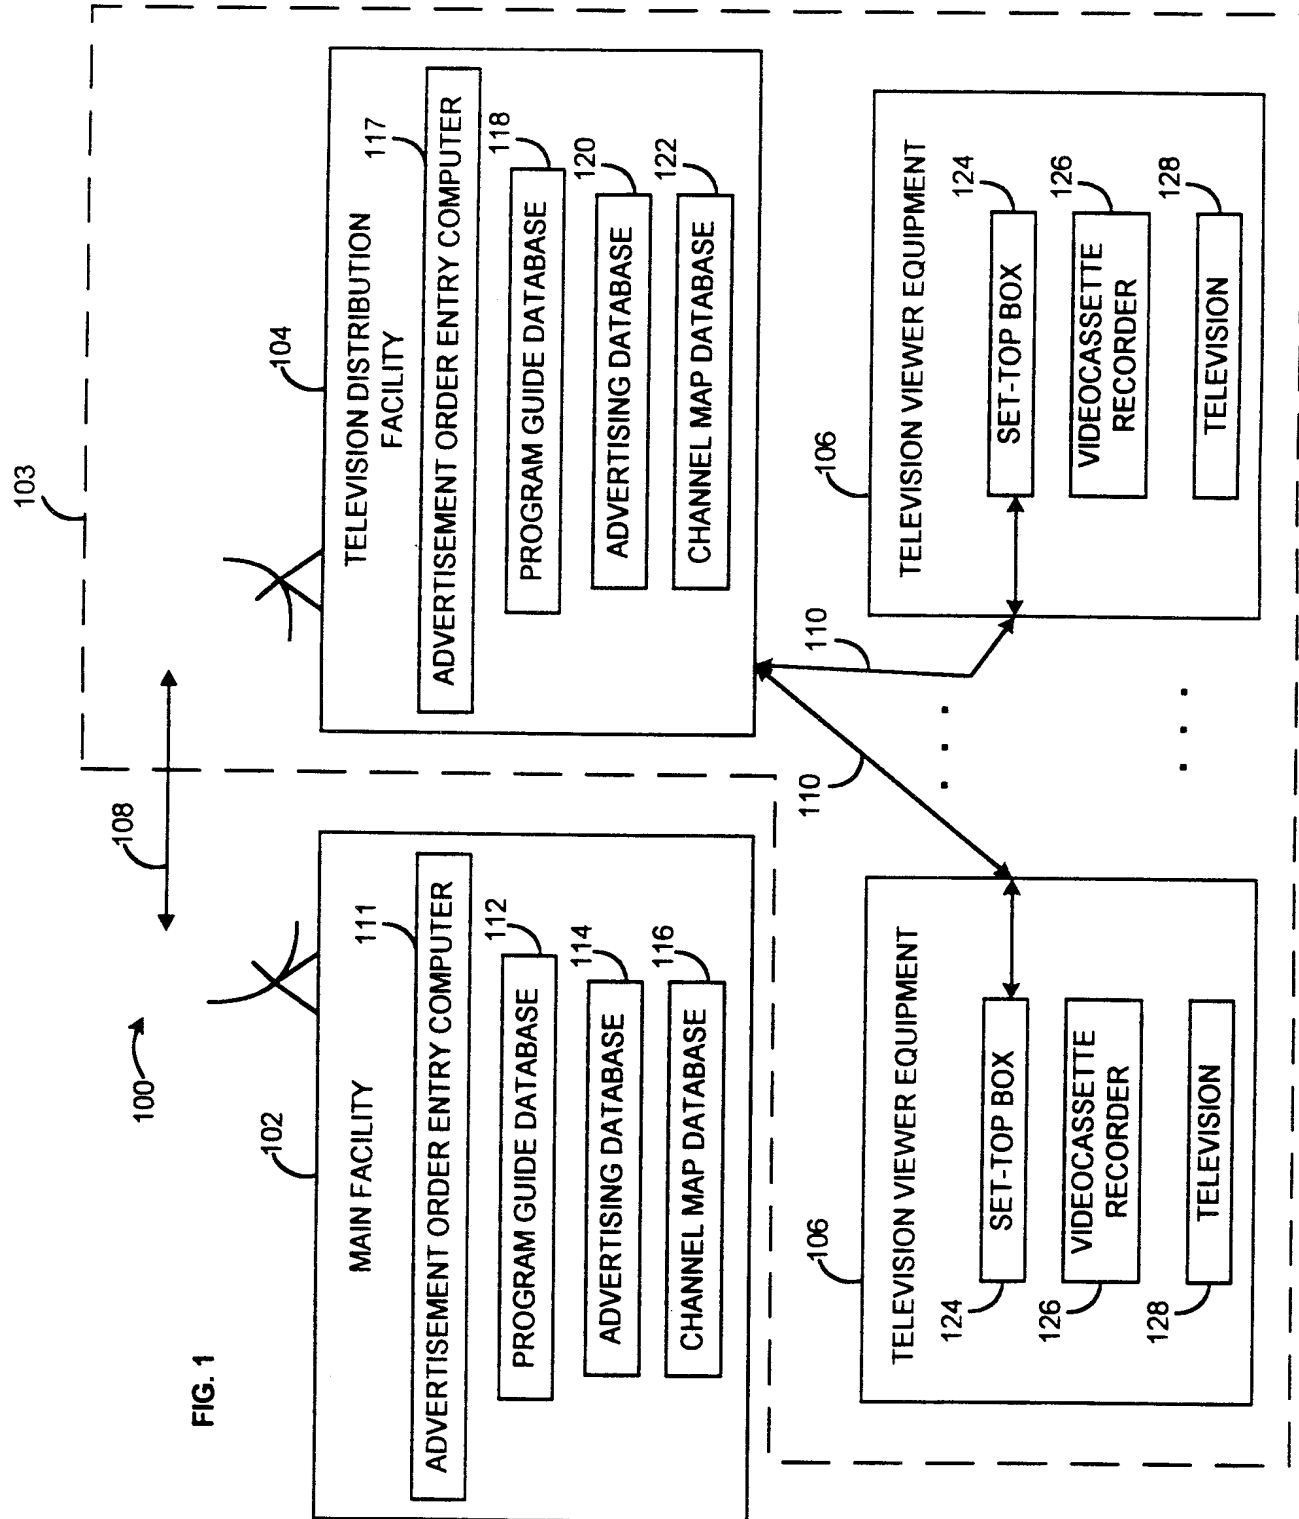 FIG. 1
100
108
103
102
MAIN FACILITY
111
ADVERTISEMENT ORDER ENTRY COMPUTER
112
PROGRAM GUIDE DATABASE
114
ADVERTISING DATABASE
116
CHANNEL MAP DATABASE
104
TELEVISION DISTRIBUTION
FACILITY
117
ADVERTISEMENT ORDER ENTRY COMPUTER
118
PROGRAM GUIDE DATABASE
120
ADVERTISING DATABASE
122
CHANNEL MAP DATABASE
110
110
106
TELEVISION VIEWER EQUIPMENT
124
SET-TOP BOX
126
VIDEOCASSETTE
RECORDER
128
TELEVISION
106
TELEVISION VIEWER EQUIPMENT
124
SET-TOP BOX
126
VIDEOCASSETTE
RECORDER
128
TELEVISION